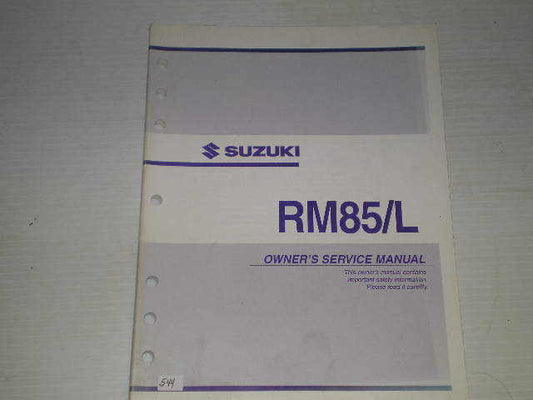 SUZUKI
RM85/L
OWNER'S SERVICE MANUAL
This owner's manual contains
important safety information.
Please read it carefully.
544